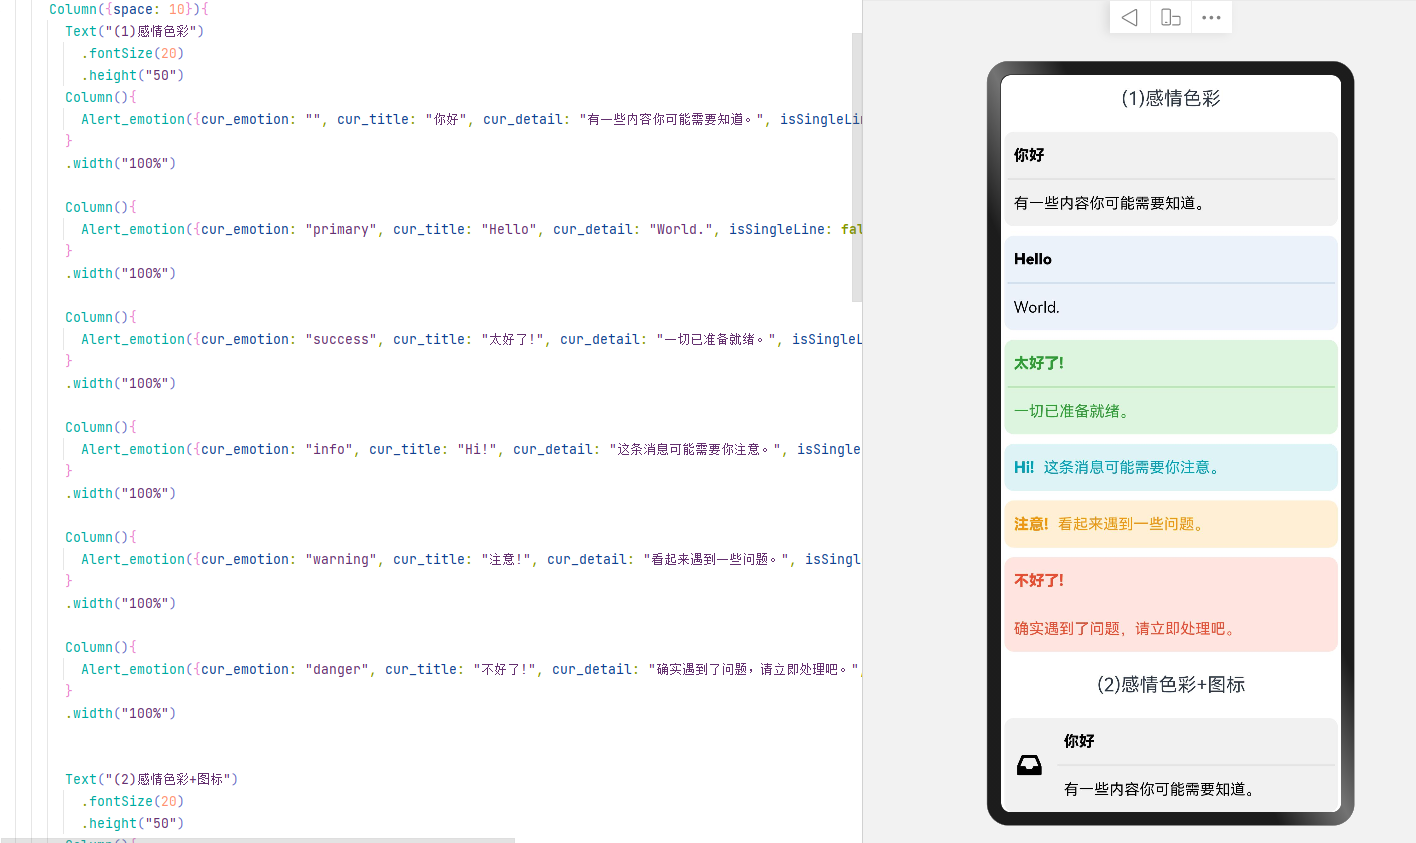 Column({space: 10}){
Text("(1)感情色彩")
.fontSize(20)
.height("50")
Column(){
Alert_emotion({cur_emotion: "", cur_title: "你好", cur_detail: "有一些内容你可能需要知道。", isSingleLin
}
.width("100%")
Column(){
Alert_emotion({cur_emotion: "primary", cur_title: "Hello", cur_detail: "World.", isSingleLine: fal
}
.width("100%")
Column(){
Alert_emotion({cur_emotion: "success", cur_title: "太好了!", cur_detail: "一切已准备就绪。", isSingleL
}
.width("100%")
Column(){
Alert_emotion({cur_emotion: "info", cur_title: "Hi!", cur_detail: "这条消息可能需要你注意。", isSingle
}
.width("100%")
Column(){
Alert_emotion({cur_emotion: "warning", cur_title: "注意!", cur_detail: "看起来遇到一些问题。", isSingl
}
.width("100%")
Column(){
Alert_emotion({cur_emotion: "danger", cur_title: "不好了!", cur_detail: "确实遇到了问题，请立即处理吧。",
}
.width("100%")
Text("(2)感情色彩+图标")
.fontSize(20)
.height("50")
Column(){
(1)感情色彩
你好
有一些内容你可能需要知道。
Hello
World.
太好了!
一切已准备就绪。
Hi! 这条消息可能需要你注意。
注意! 看起来遇到一些问题。
不好了!
确实遇到了问题，请立即处理吧。
(2)感情色彩+图标
你好
有一些内容你可能需要知道。